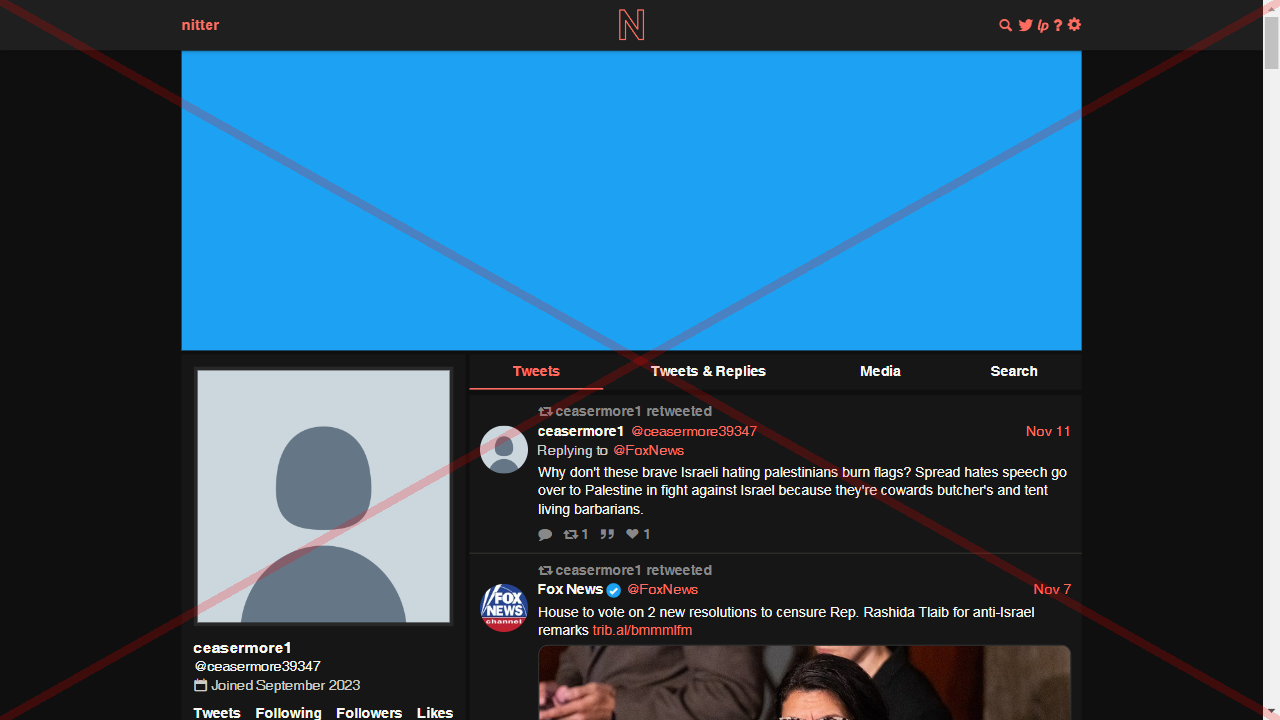 nitter
N
lp ?
Tweets Tweets & Replies Media Search
ceasermore1 retweeted
ceasermore1 @ceasermore39347 Nov 11
Replying to @FoxNews
Why don't these brave Israeli hating palestinians burn flags? Spread hates speech go
over to Palestine in fight against Israel because they're cowards butcher's and tent
living barbarians.
1 1
ceasermore1 retweeted
Fox News @FoxNews Nov 7
FOX
NEWS
channel
House to vote on 2 new resolutions to censure Rep. Rashida Tlaib for anti-Israel
remarks trib.al/bmmmlfm
ceasermore1
@ceasermore39347
Joined September 2023
Tweets Following Followers Likes